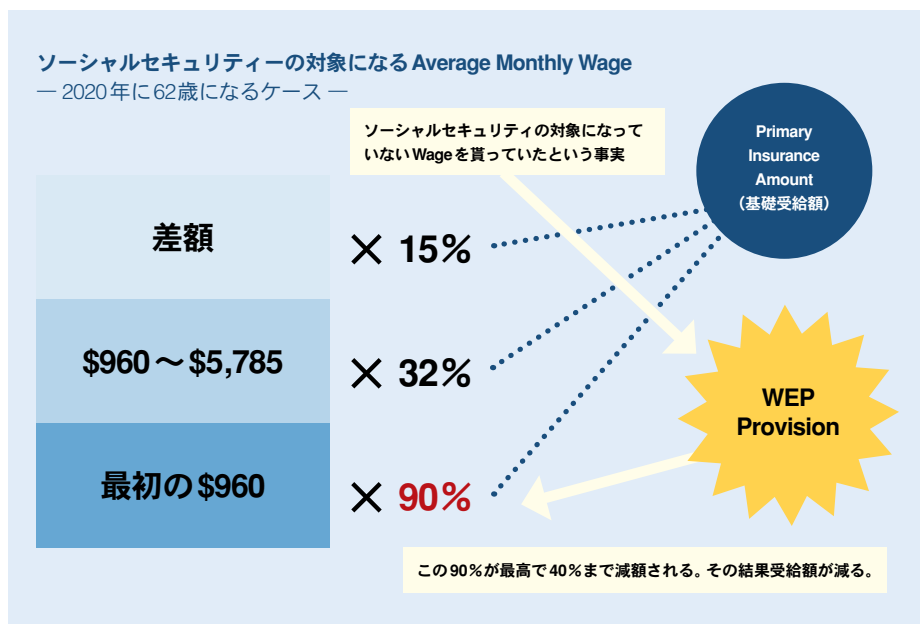 ソーシャルセキュリティーの対象になるAverage Monthly Wage
― 2020年に62歳になるケース ―
ソーシャルセキュリティの対象になって
いないWageを貰っていたという事実
Primary
Insurance
Amount
（基礎受給額）
差額
× 15%
$960～$5,785
× 32%
WEP
Provision
最初の$960
× 90%
この90%が最高で40%まで減額される。その結果受給額が減る。